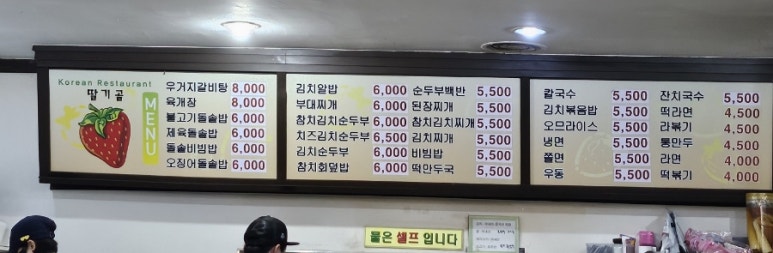 Korean Restaurant
딸기골
MENU
우거지갈비탕 8,000
육개장 8,000
불고기돌솥밥 6,000
제육돌솥밥 6,000
돌솥비빔밥 6,000
오징어돌솥밥 6,000
김치알밥 6,000
부대찌개 6,000
참치김치순두부 6,000
치즈김치순두부 6,500
김치순두부 6,000
참치회덮밥 6,000
순두부백반 5,500
된장찌개 5,500
참치김치찌개 5,500
김치찌개 5,500
비빔밥 5,500
떡만두국 5,500
칼국수 5,500
김치볶음밥 5,500
오므라이스 5,500
냉면 5,500
쫄면 5,500
우동 5,500
잔치국수 5,500
떡라면 4,500
라볶기 4,500
통만두 4,500
라면 4,000
떡볶기 4,000
물은 셀프 입니다